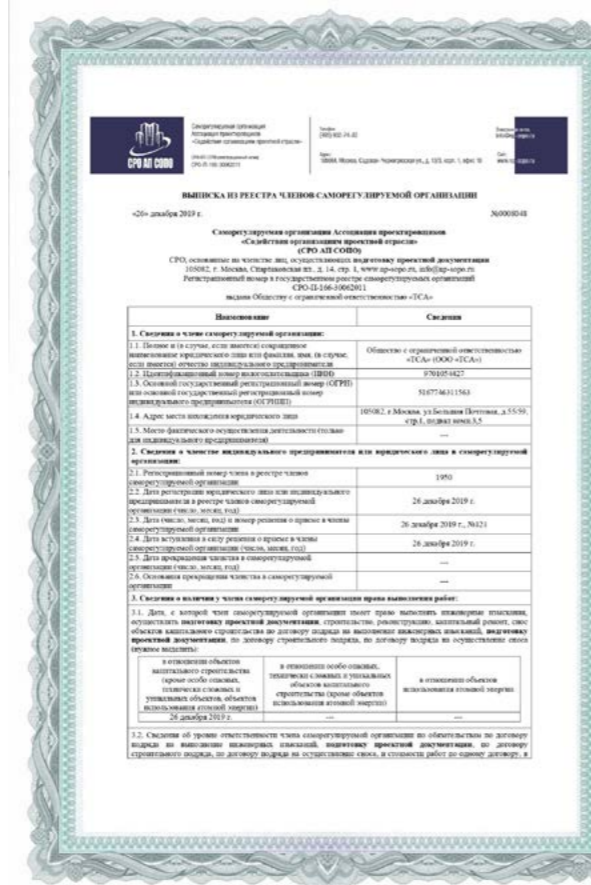 СРО АП СОПО
Саморегулируемая организация
Ассоциация проектировщиков
«Содействия организациям проектной отрасли»
СРО-П-166-30062011
Телефон
Адрес
ВЫПИСКА ИЗ РЕЕСТРА ЧЛЕНОВ САМОРЕГУЛИРУЕМОЙ ОРГАНИЗАЦИИ
«26» декабря 2019 г. №0008048
Саморегулируемая организация Ассоциация проектировщиков
«Содействия организациям проектной отрасли»
(СРО АП СОПО)
СРО, основанные на членстве лиц, осуществляющих подготовку проектной документации
105082, г. Москва, Спартаковская пл., д. 14, стр. 1, www.ap-sopo.ru, info@ap-sopo.ru
Регистрационный номер в государственном реестре саморегулируемых организаций
СРО-П-166-30062011
выдана Обществу с ограниченной ответственностью «ТСА»
Наименование Сведения
1. Сведения о члене саморегулируемой организации:
1.1. Полное и (в случае, если имеется) сокращенное
наименование юридического лица или фамилия, имя, (в случае,
если имеется) отчество индивидуального предпринимателя
Общество с ограниченной ответственностью
«ТСА» (ООО «ТСА»)
1.2. Идентификационный номер налогоплательщика (ИНН) 9701054427
1.3. Основной государственный регистрационный номер (ОГРН)
или основной государственный регистрационный номер
индивидуального предпринимателя (ОГРНИП)
5167746311563
1.4. Адрес места нахождения юридического лица
105082, г.Москва, ул.Большая Почтовая, д.55/59,
стр.1, подвал комн.3,5
1.5. Место фактического осуществления деятельности (только
для индивидуального предпринимателя)
---
2. Сведения о членстве индивидуального предпринимателя или юридического лица в саморегулируемой
организации:
2.1. Регистрационный номер члена в реестре членов
саморегулируемой организации
1950
2.2. Дата регистрации юридического лица или индивидуального
предпринимателя в реестре членов саморегулируемой
организации (число, месяц, год)
26 декабря 2019 г.
2.3. Дата (число, месяц, год) и номер решения о приеме в члены
саморегулируемой организации
26 декабря 2019 г., №121
2.4. Дата вступления в силу решения о приеме в члены
саморегулируемой организации (число, месяц, год)
26 декабря 2019 г.
2.5. Дата прекращения членства в саморегулируемой
организации (число, месяц, год)
---
2.6. Основания прекращения членства в саморегулируемой
организации
---
3. Сведения о наличии у члена саморегулируемой организации права выполнения работ:
3.1. Дата, с которой член саморегулируемой организации имеет право выполнять инженерные изыскания,
осуществлять подготовку проектной документации, строительство, реконструкцию, капитальный ремонт, снос
объектов капитального строительства по договору подряда на выполнение инженерных изысканий, подготовку
проектной документации, по договору строительного подряда, по договору подряда на осуществление сноса
(нужное выделить):
в отношении объектов
капитального строительства
(кроме особо опасных,
технически сложных и
уникальных объектов, объектов
использования атомной энергии)
в отношении особо опасных,
технически сложных и уникальных
объектов капитального
строительства (кроме объектов
использования атомной энергии)
в отношении объектов
использования атомной энергии
26 декабря 2019 г. --- ---
3.2. Сведения об уровне ответственности члена саморегулируемой организации по обязательствам по договору
подряда на выполнение инженерных изысканий, подготовку проектной документации, по договору
строительного подряда, по договору подряда на осуществление сноса, и стоимости работ по одному договору, в